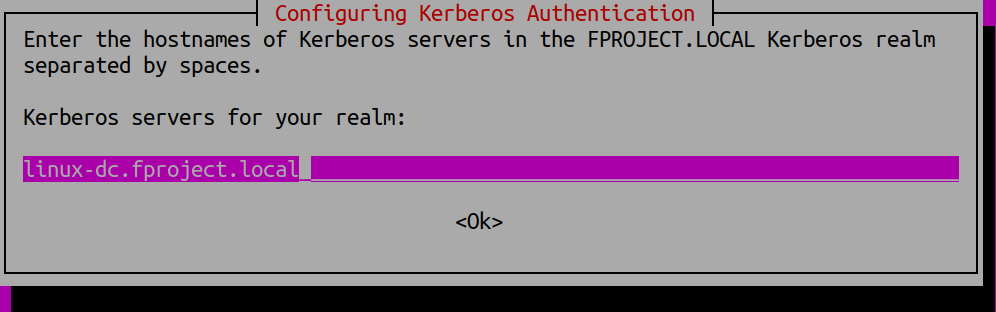 Configuring Kerberos Authentication
Enter the hostnames of Kerberos servers in the FPROJECT.LOCAL Kerberos realm
separated by spaces.
Kerberos servers for your realm:
linux-dc.fproject.local
<Ok>